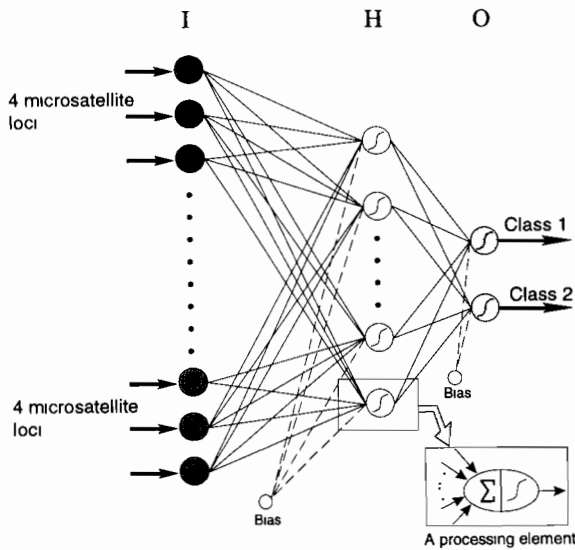 I H O
4 microsatellite
loci
Class 1
Class 2
4 microsatellite
loci
Bias
Bias
Σ
A processing element